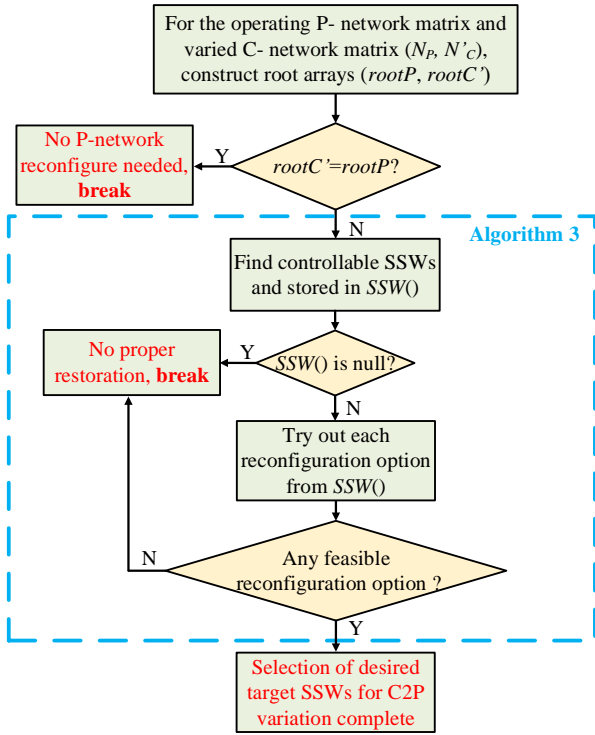 For the operating P- network matrix and
varied C- network matrix (N_P, N'_C),
construct root arrays (rootP, rootC')
No P-network
reconfigure needed,
break
Y
rootC'=rootP?
N
Algorithm 3
Find controllable SSWs
and stored in SSW()
No proper
restoration, break
Y
SSW() is null?
N
Try out each
reconfiguration option
from SSW()
N
Any feasible
reconfiguration option ?
Y
Selection of desired
target SSWs for C2P
variation complete